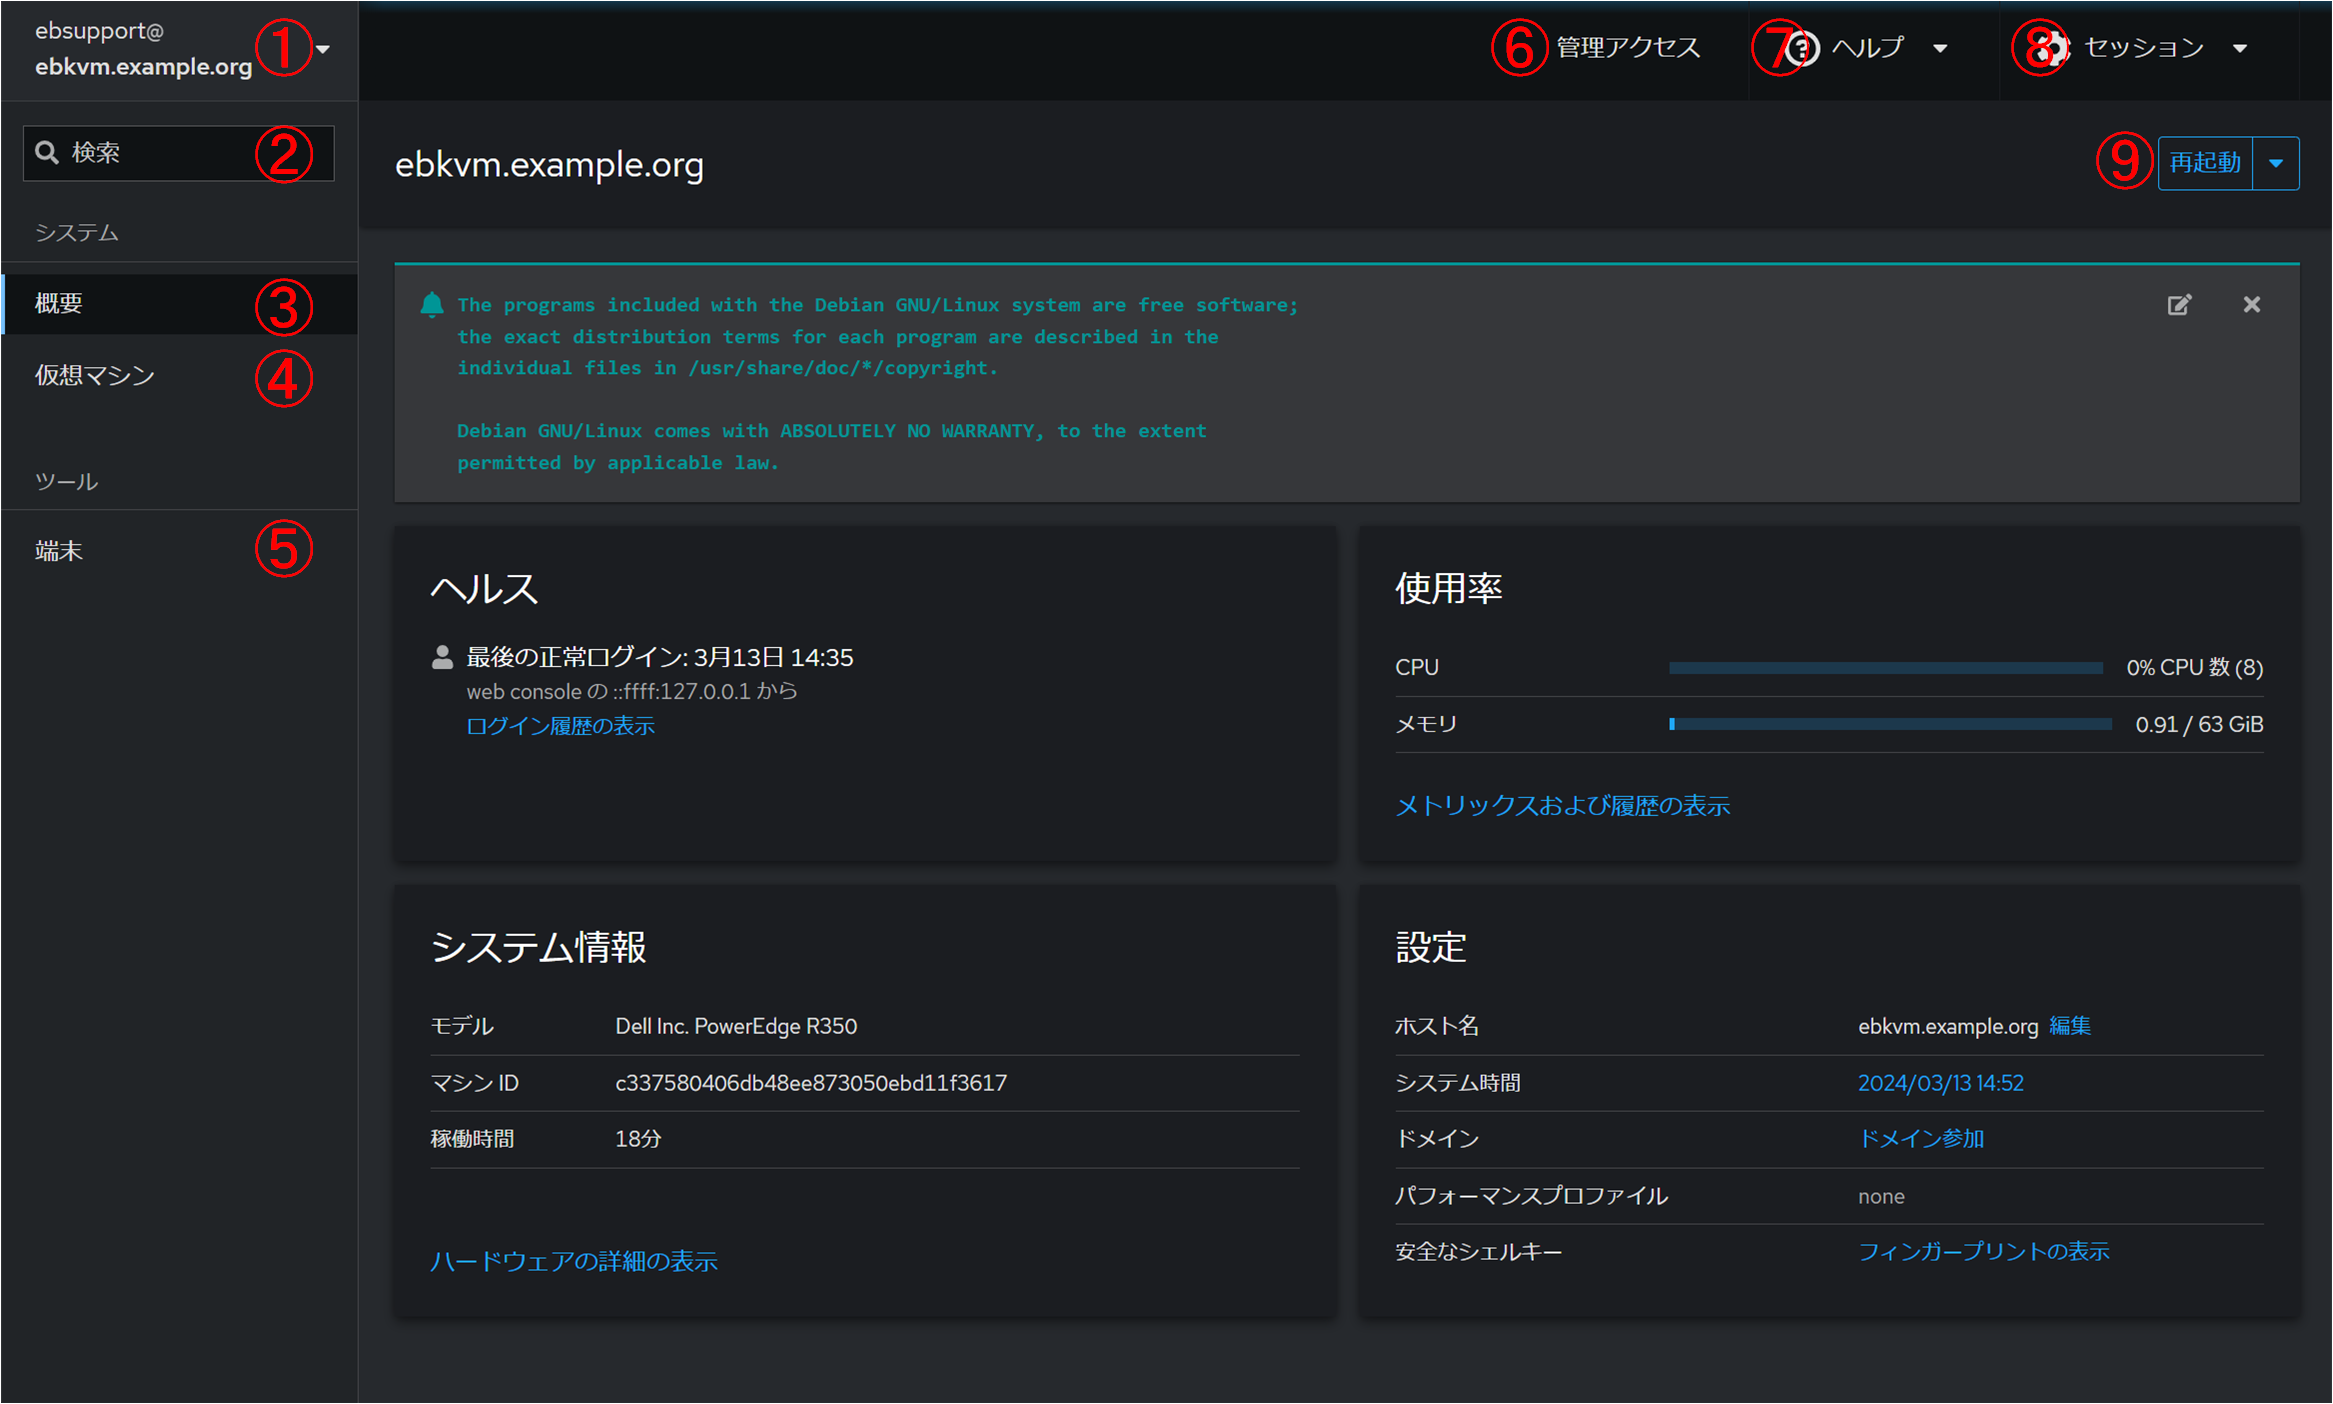 ebsupport@
ebkvm.example.org
①
検索
②
システム
概要
③
仮想マシン
④
ツール
端末
⑤
⑥ 管理アクセス
⑦ ヘルプ
⑧ セッション
ebkvm.example.org
⑨ 再起動
The programs included with the Debian GNU/Linux system are free software;
the exact distribution terms for each program are described in the
individual files in /usr/share/doc/*/copyright.
Debian GNU/Linux comes with ABSOLUTELY NO WARRANTY, to the extent
permitted by applicable law.
ヘルス
最後の正常ログイン: 3月13日 14:35
web console の ::ffff:127.0.0.1 から
ログイン履歴の表示
使用率
CPU 0% CPU 数 (8)
メモリ 0.91 / 63 GiB
メトリックスおよび履歴の表示
システム情報
モデル Dell Inc. PowerEdge R350
マシン ID c337580406db48ee873050ebd11f3617
稼働時間 18分
ハードウェアの詳細の表示
設定
ホスト名 ebkvm.example.org 編集
システム時間 2024/03/13 14:52
ドメイン ドメイン参加
パフォーマンスプロファイル none
安全なシェルキー フィンガープリントの表示